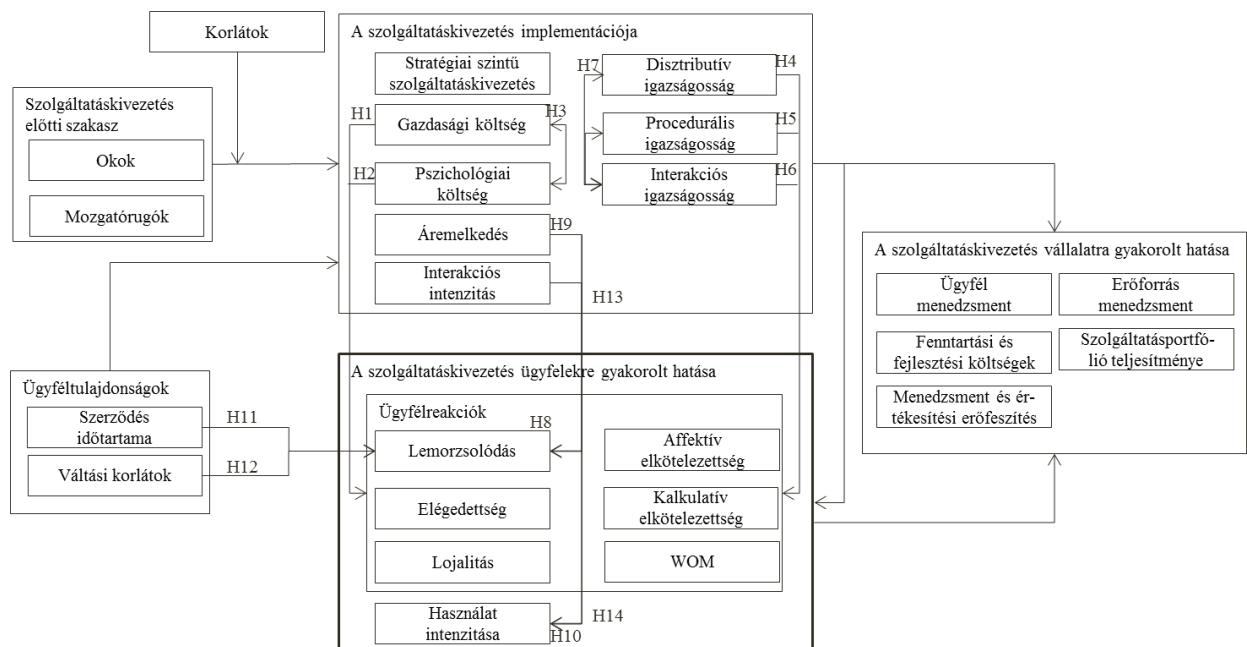 Korlátok
A szolgáltatáskivezetés implementációja
Stratégiai szintű
szolgáltatáskivezetés
H7
Disztributív
igazságosság
H4
Szolgáltatáskivezetés
előtti szakasz
Okok
Mozgatórugók
H1
Gazdasági költség
H3
Procedurális
igazságosság
H5
H2
Pszichológiai
költség
Interakciós
igazságosság
H6
Áremelkedés
H9
Interakciós
intenzitás
H13
A szolgáltatáskivezetés vállalatra gyakorolt hatása
Ügyfél
menedzsment
Erőforrás
menedzsment
Fenntartási és
fejlesztési költségek
Szolgáltatásportfó-
lió teljesítménye
Menedzsment és ér-
tékesítési erőfeszítés
Ügyféltulajdonságok
Szerződés
időtartama
H11
Váltási korlátok
H12
A szolgáltatáskivezetés ügyfelekre gyakorolt hatása
Ügyfélreakciók
H8
Lemorzsolódás
Affektív
elkötelezettség
Elégedettség
Kalkulatív
elkötelezettség
Lojalitás
WOM
Használat
intenzitása
H14
H10